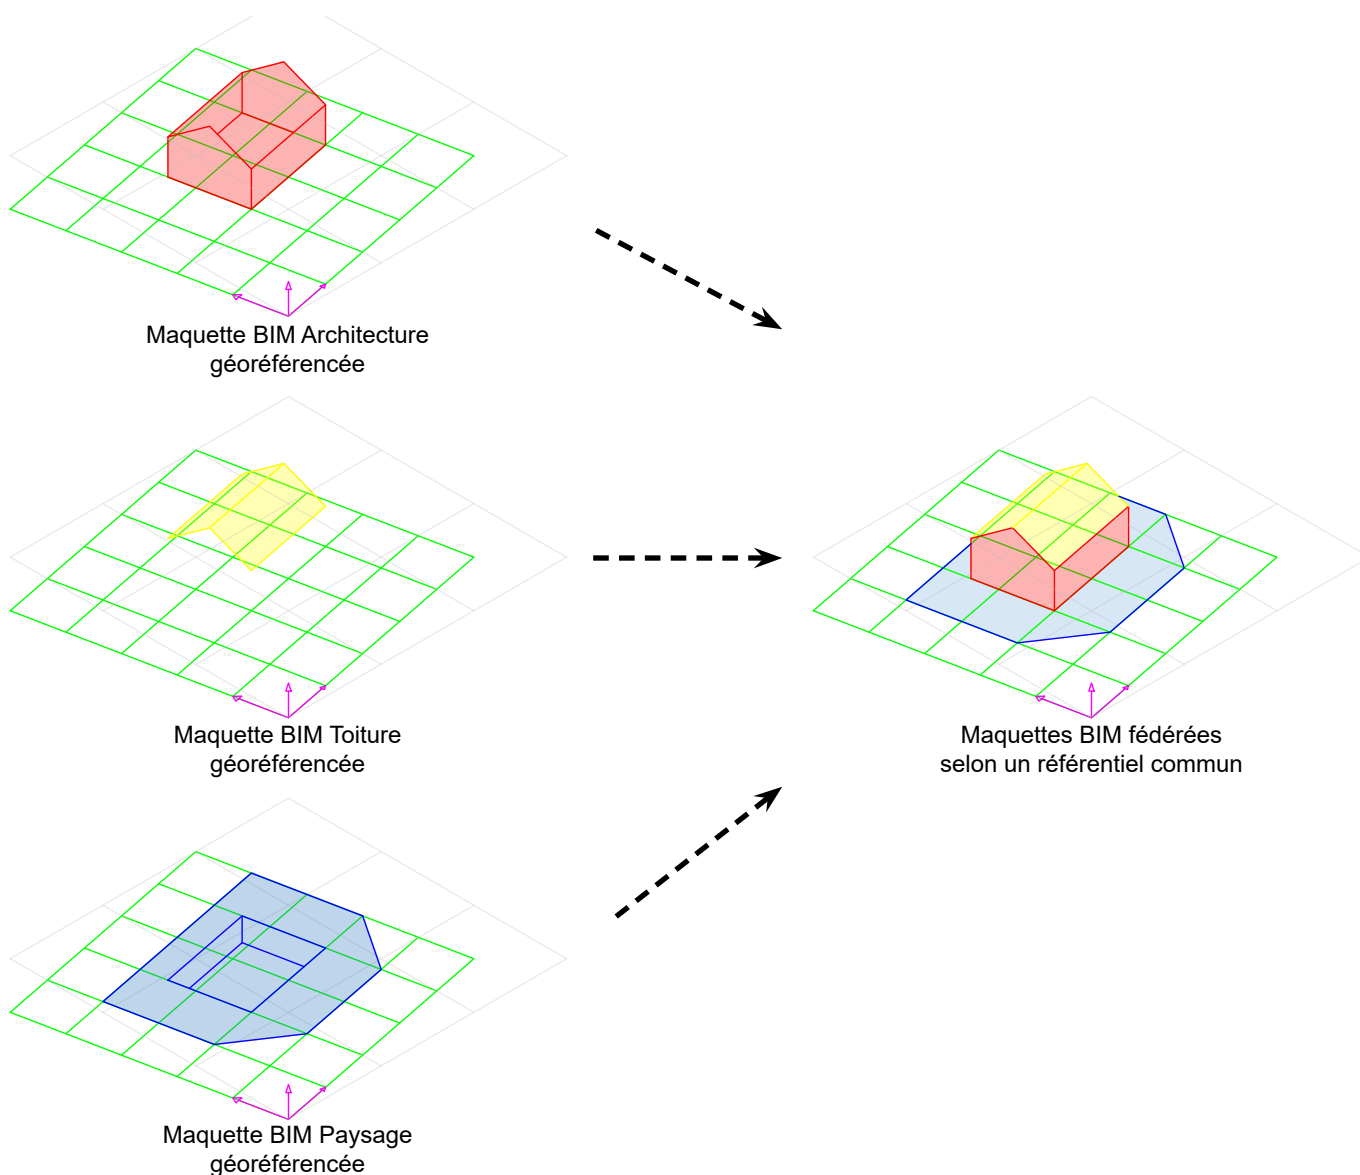 Maquette BIM Architecture
géoréférencée
Maquette BIM Toiture
géoréférencée
Maquettes BIM fédérées
selon un référentiel commun
Maquette BIM Paysage
géoréférencée